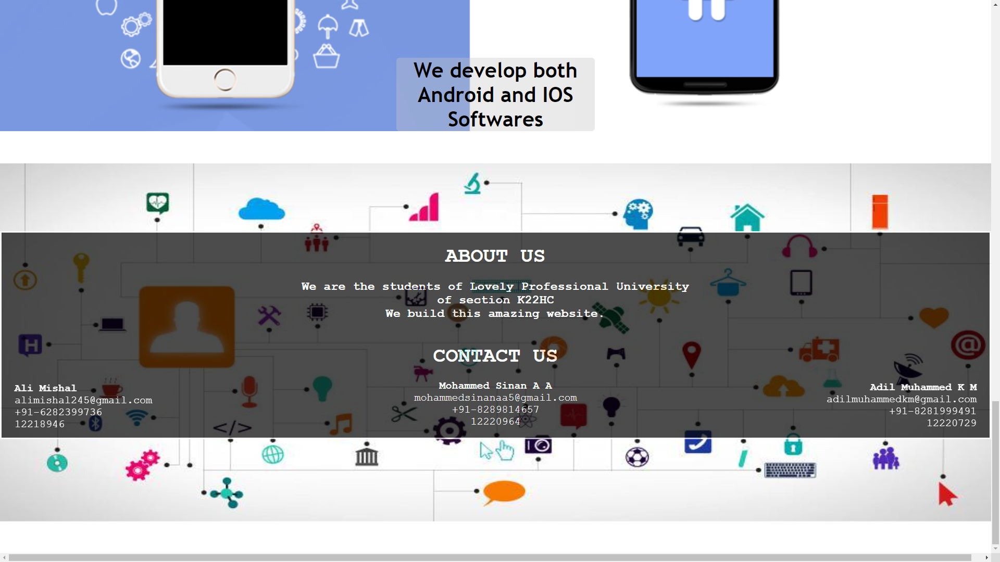 We develop both
Android and IOS
Softwares
ABOUT US
We are the students of Lovely Professional University
of section K22HC
We build this amazing website.
CONTACT US
Ali Mishal
alimishal245@gmail.com
+91-6282399736
12218946
Mohammed Sinan A A
mohammedsinanaa5@gmail.com
+91-8289814657
12220964
Adil Muhammed K M
adilmuhammedkm@gmail.com
+91-8281999491
12220729